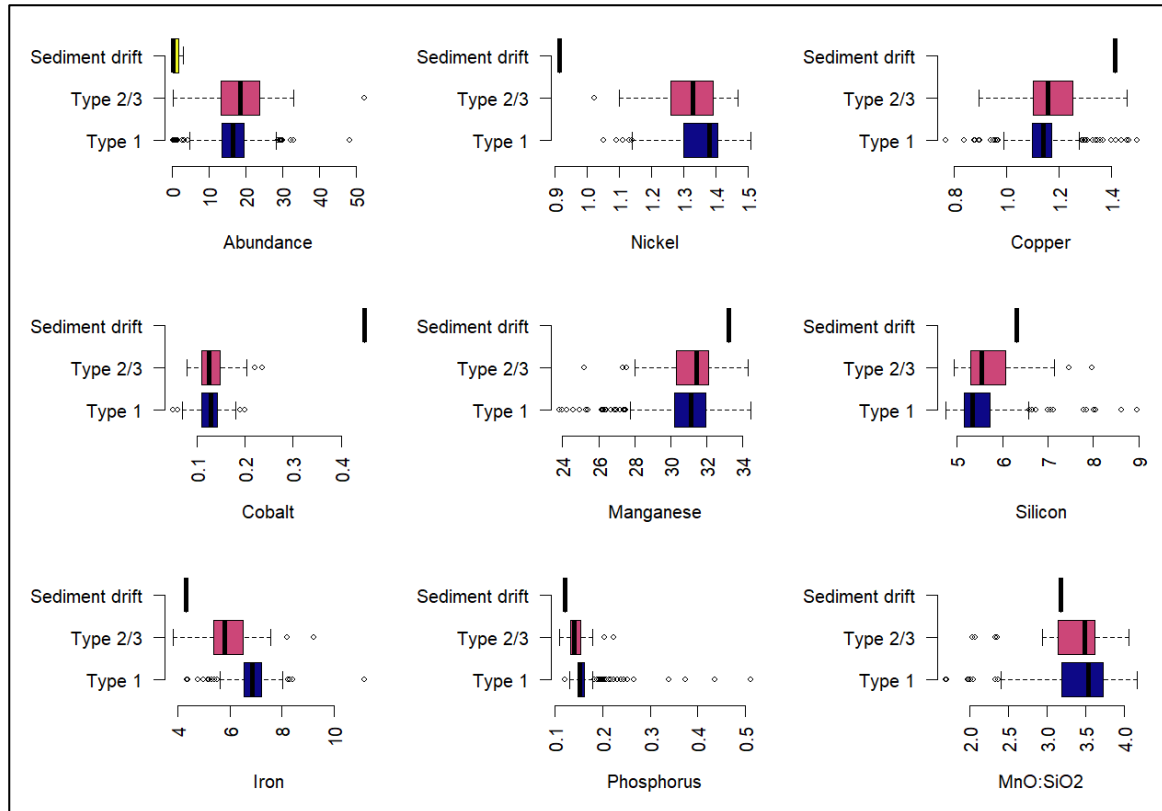 Sediment drift
Type 2/3
Type 1
0 10 20 30 40 50
Abundance
Sediment drift
Type 2/3
Type 1
0.9 1.0 1.1 1.2 1.3 1.4 1.5
Nickel
Sediment drift
Type 2/3
Type 1
0.8 1.0 1.2 1.4
Copper
Sediment drift
Type 2/3
Type 1
0.1 0.2 0.3 0.4
Cobalt
Sediment drift
Type 2/3
Type 1
24 26 28 30 32 34
Manganese
Sediment drift
Type 2/3
Type 1
5 6 7 8 9
Silicon
Sediment drift
Type 2/3
Type 1
4 6 8 10
Iron
Sediment drift
Type 2/3
Type 1
0.1 0.2 0.3 0.4 0.5
Phosphorus
Sediment drift
Type 2/3
Type 1
2.0 2.5 3.0 3.5 4.0
MnO:SiO2